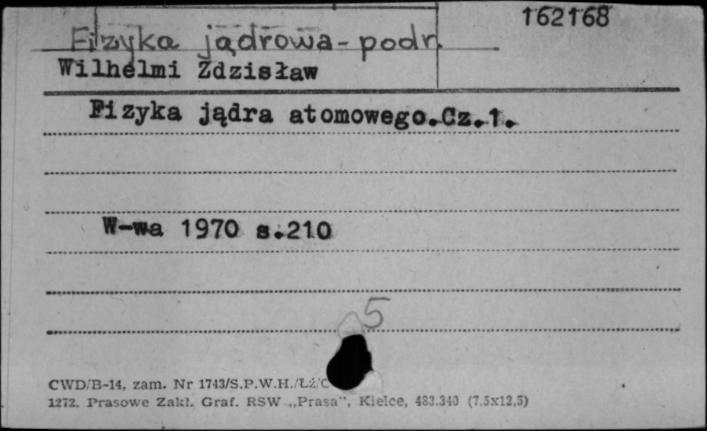 162168
Fizyka jądrowa - podr.
Wilhelmi Zdzisław
Fizyka jądra atomowego.Cz.1.
W-wa 1970 s.210
5
CWD/B-14, zam. Nr 1743/S.P.W.H./Łż/C
1272. Prasowe Zakł. Graf. RSW „Prasa", Kielce, 483.340 (7,5x12,5)